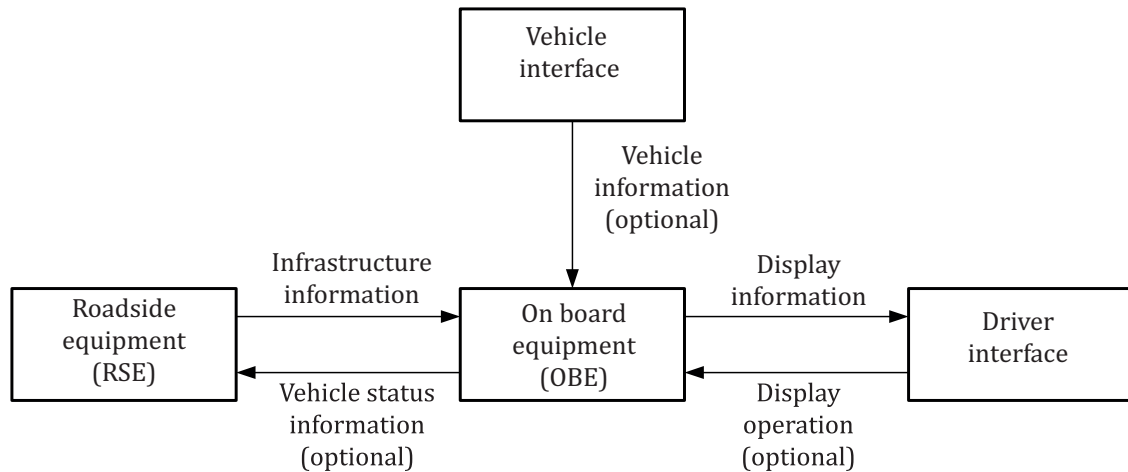 Vehicle
interface
Vehicle
information
(optional)
Infrastructure
information
Display
information
Roadside
equipment
(RSE)
On board
equipment
(OBE)
Driver
interface
Vehicle status
information
(optional)
Display
operation
(optional)